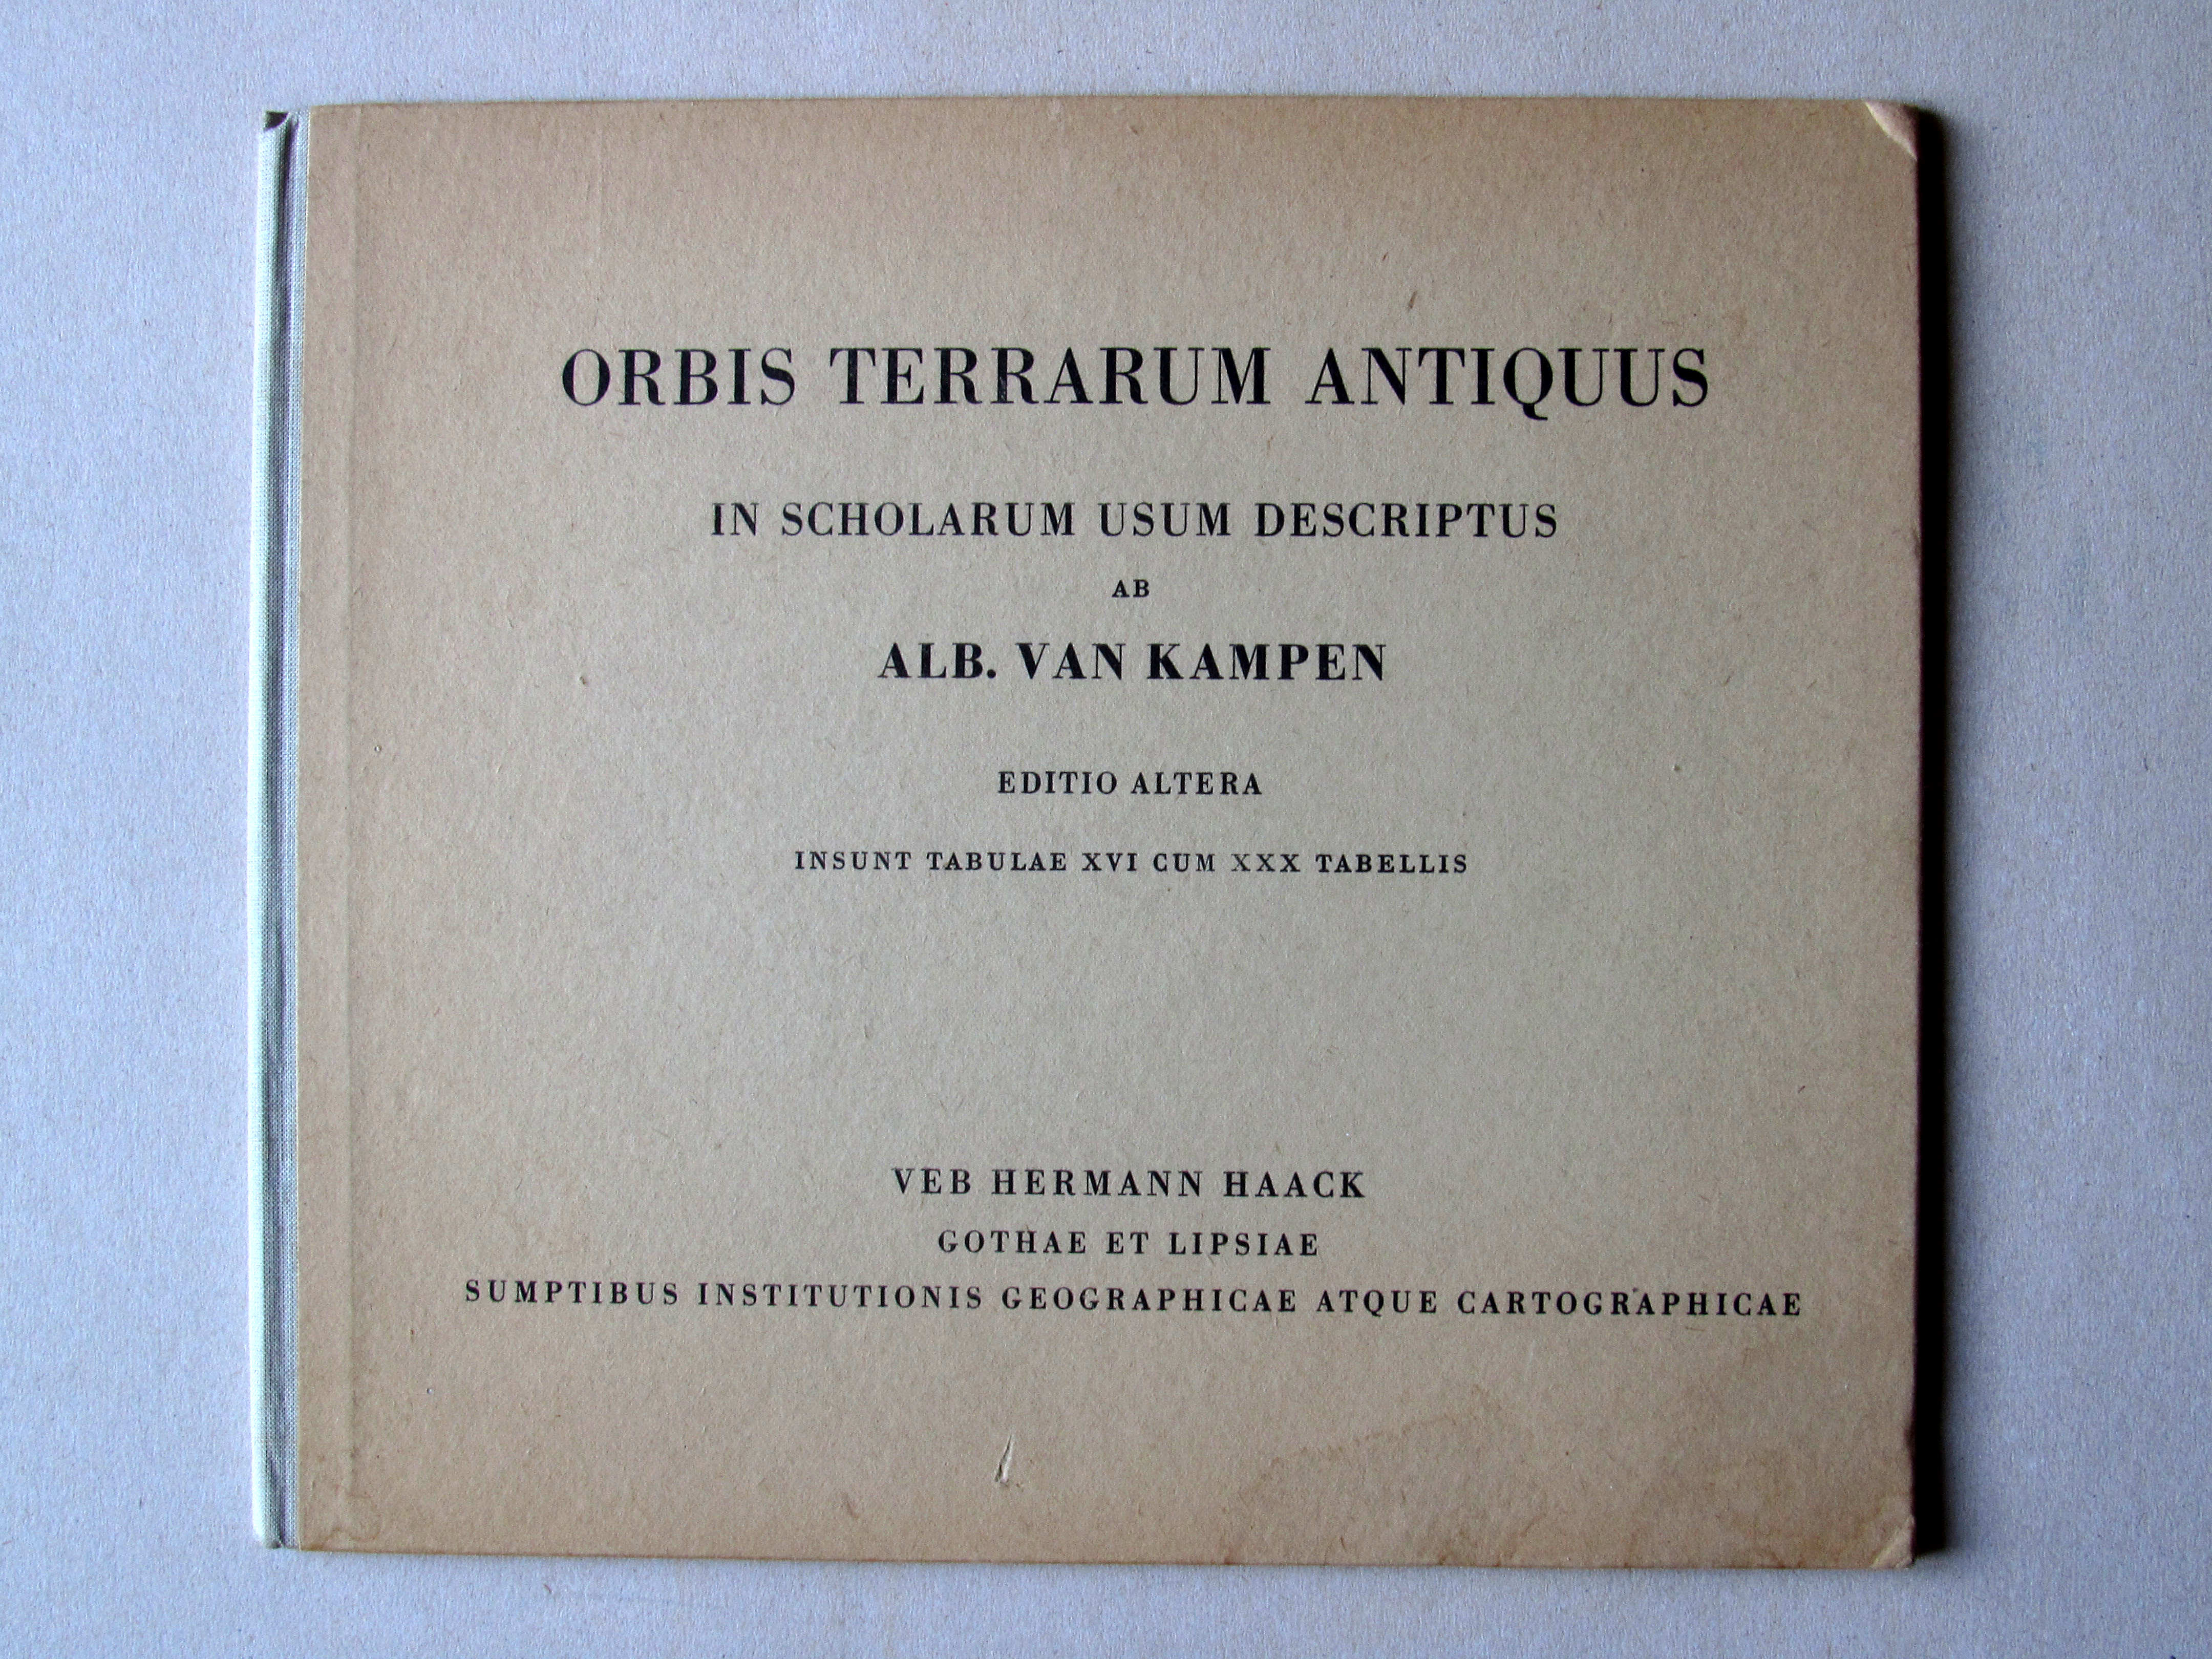 ORBIS TERRARUM ANTIQUUS
IN SCHOLARUM USUM DESCRIPTUS
AB
ALB. VAN KAMPEN
EDITIO ALTERA
INSUNT TABULAE XVI CUM XXX TABELLIS
VEB HERMANN HAACK
GOTHAE ET LIPSIAE
SUMPTIBUS INSTITUTIONIS GEOGRAPHICAE ATQUE CARTOGRAPHICAE